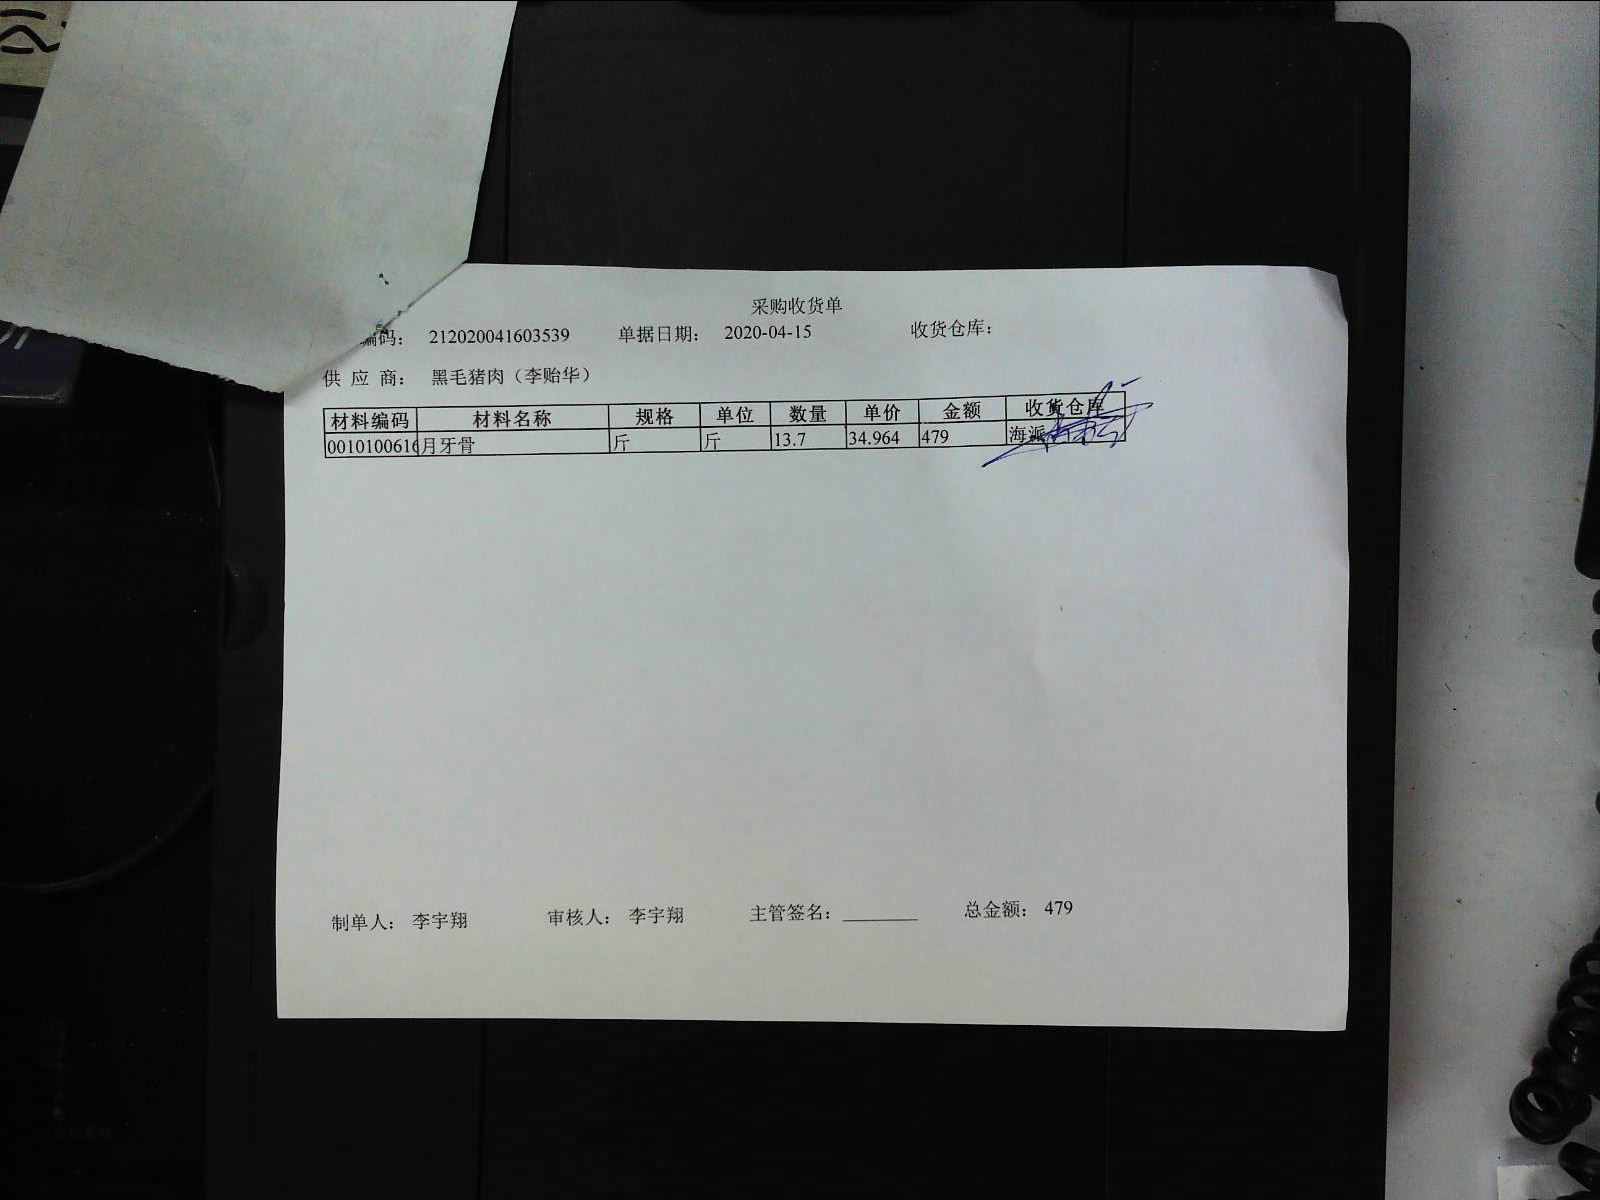 采购收货单
编码： 212020041603539 单据日期： 2020-04-15 收货仓库：
供 应 商： 黑毛猪肉（李贻华）
材料编码 材料名称 规格 单位 数量 单价 金额 收货仓库
0010100616 月牙骨 斤 斤 13.7 34.964 479 海派
制单人： 李宇翔 审核人： 李宇翔 主管签名：________ 总金额： 479